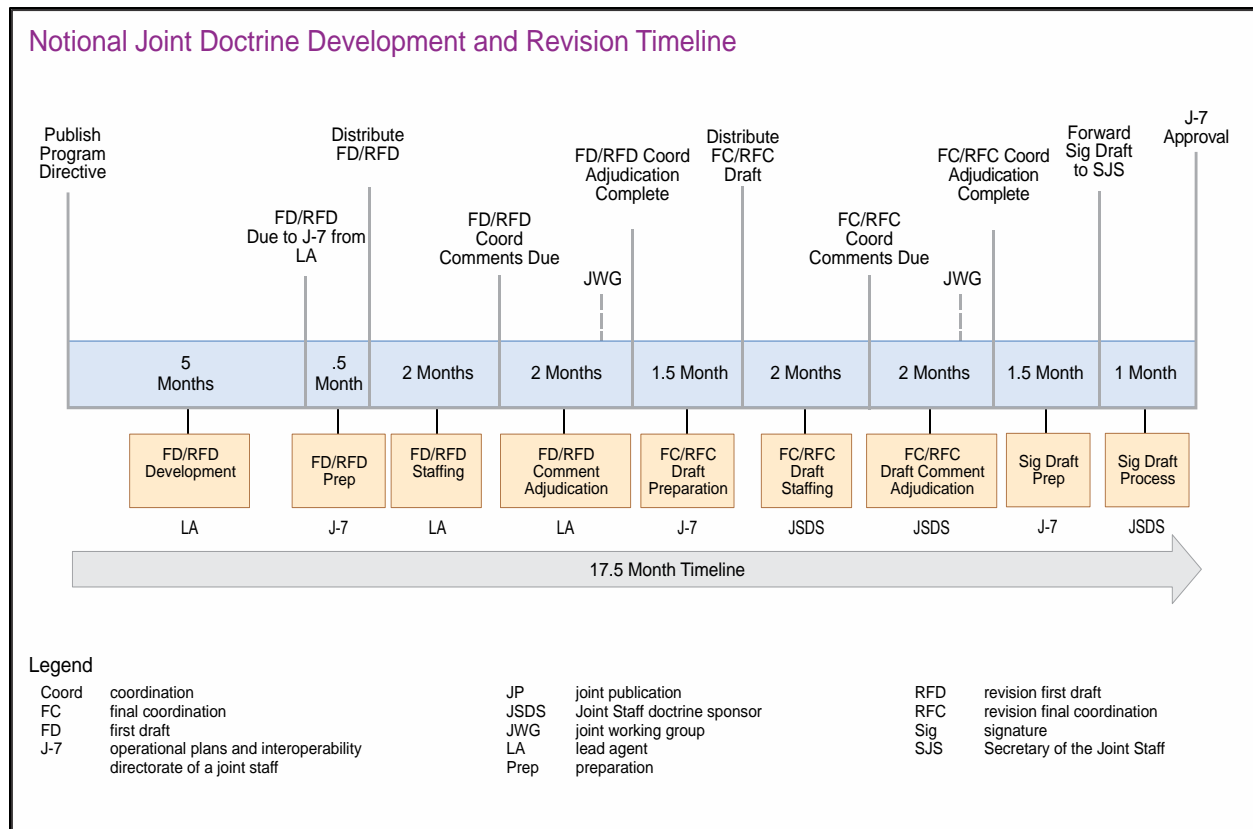 Notional Joint Doctrine Development and Revision Timeline
Publish
Program
Directive
FD/RFD
Due to J-7 from
LA
Distribute
FD/RFD
FD/RFD
Coord
Comments Due
JWG
FD/RFD Coord
Adjudication
Complete
Distribute
FC/RFC
Draft
FC/RFC
Coord
Comments Due
JWG
FC/RFC Coord
Adjudication
Complete
Forward
Sig Draft
to SJS
J-7
Approval
5
Months
.5
Month
2 Months
2 Months
1.5 Month
2 Months
2 Months
1.5 Month
1 Month
FD/RFD
Development
FD/RFD
Prep
FD/RFD
Staffing
FD/RFD
Comment
Adjudication
FC/RFC
Draft
Preparation
FC/RFC
Draft
Staffing
FC/RFC
Draft Comment
Adjudication
Sig Draft
Prep
Sig Draft
Process
LA
J-7
LA
LA
J-7
JSDS
JSDS
J-7
JSDS
17.5 Month Timeline
Legend
Coord coordination
FC final coordination
FD first draft
J-7 operational plans and interoperability
directorate of a joint staff
JP joint publication
JSDS Joint Staff doctrine sponsor
JWG joint working group
LA lead agent
Prep preparation
RFD revision first draft
RFC revision final coordination
Sig signature
SJS Secretary of the Joint Staff